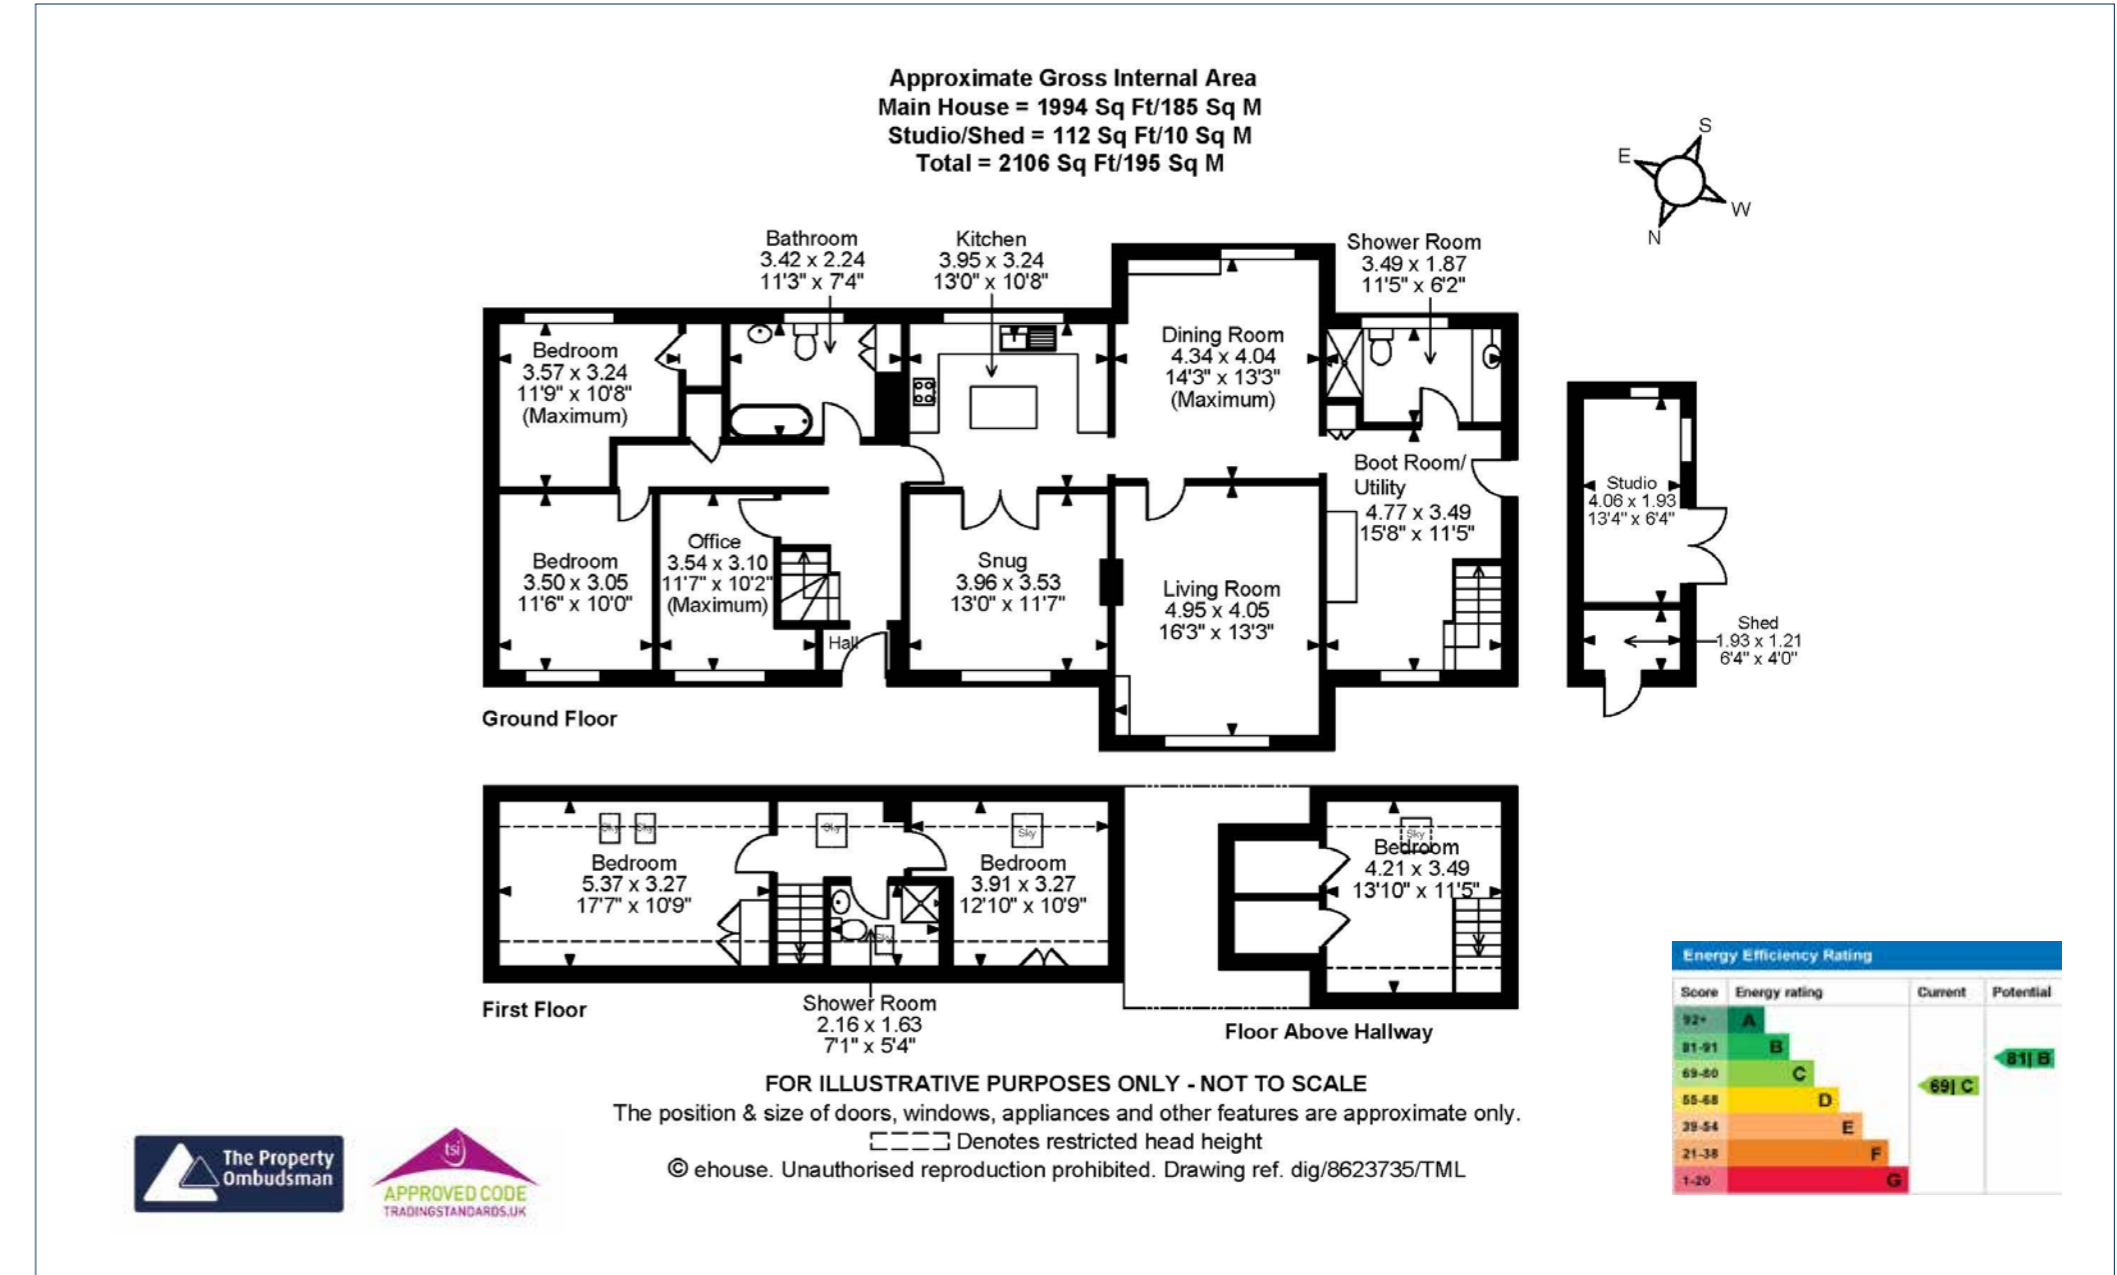 Approximate Gross Internal Area
Main House = 1994 Sq Ft/185 Sq M
Studio/Shed = 112 Sq Ft/10 Sq M
Total = 2106 Sq Ft/195 Sq M
S
E
W
N
Bathroom
3.42 x 2.24
11'3" x 7'4"
Kitchen
3.95 x 3.24
13'0" x 10'8"
Shower Room
3.49 x 1.87
11'5" x 6'2"
Bedroom
3.57 x 3.24
11'9" x 10'8"
(Maximum)
Dining Room
4.34 x 4.04
14'3" x 13'3"
(Maximum)
Boot Room/
Utility
4.77 x 3.49
15'8" x 11'5"
Studio
4.06 x 1.93
13'4" x 6'4"
Bedroom
3.50 x 3.05
11'6" x 10'0"
Office
3.54 x 3.10
11'7" x 10'2"
(Maximum)
Hall
Snug
3.96 x 3.53
13'0" x 11'7"
Living Room
4.95 x 4.05
16'3" x 13'3"
Shed
1.93 x 1.21
6'4" x 4'0"
Ground Floor
Sky
Sky
Sky
Sky
Sky
Bedroom
5.37 x 3.27
17'7" x 10'9"
Bedroom
3.91 x 3.27
12'10" x 10'9"
Bedroom
4.21 x 3.49
13'10" x 11'5"
Sky
First Floor
Shower Room
2.16 x 1.63
7'1" x 5'4"
Floor Above Hallway
FOR ILLUSTRATIVE PURPOSES ONLY - NOT TO SCALE
The position & size of doors, windows, appliances and other features are approximate only.
Denotes restricted head height
© ehouse. Unauthorised reproduction prohibited. Drawing ref. dig/8623735/TML
The Property
Ombudsman
tsi
APPROVED CODE
TRADINGSTANDARDS.UK
Energy Efficiency Rating
Score Energy rating Current Potential
92+ A
81-91 B 81| B
69-80 C 69| C
55-68 D
39-54 E
21-38 F
1-20 G